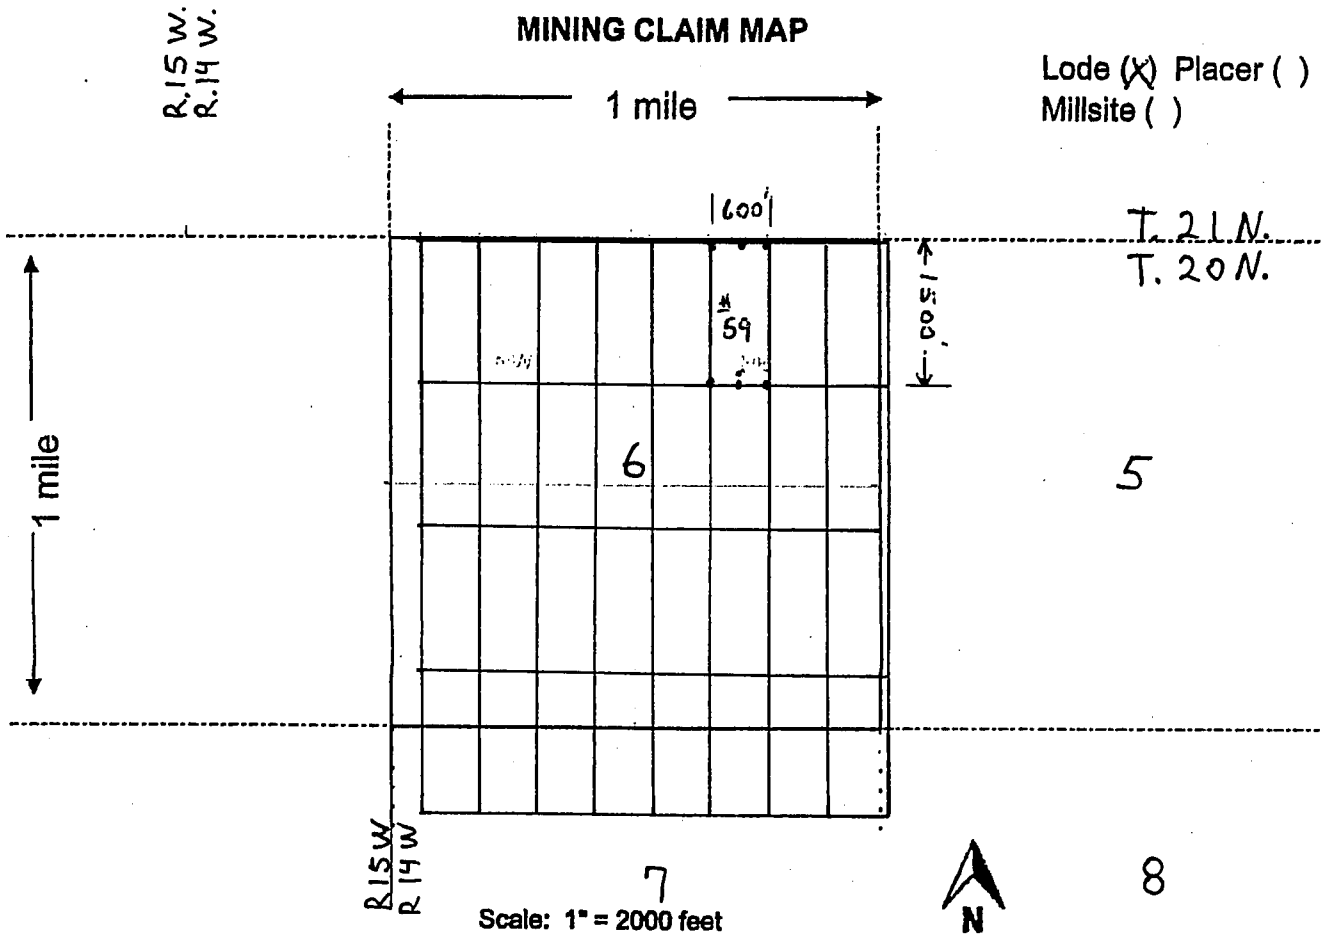 R.15 W.
R.14 W.
MINING CLAIM MAP
Lode (X) Placer ( )
Millsite ( )
1 mile
600'
T. 21 N.
T. 20 N.
1500'
#
59
1 mile
6
5
R15W
R 14 W
7
8
Scale: 1" = 2000 feet
N